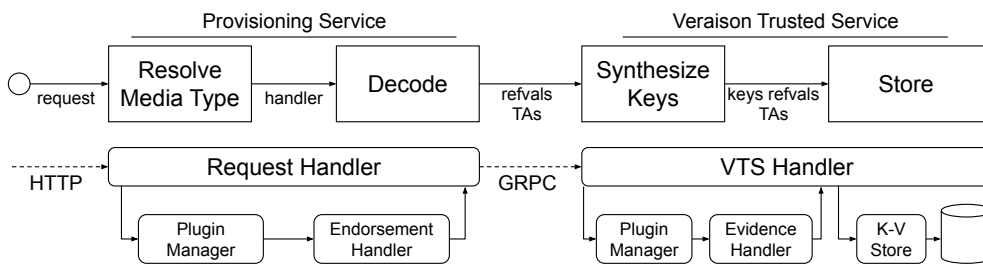 Provisioning Service
Veraison Trusted Service
Resolve
Media Type
Decode
Synthesize
Keys
Store
request
handler
refvals
TAs
keys refvals
TAs
Request Handler
VTS Handler
HTTP
GRPC
Plugin
Manager
Endorsement
Handler
Plugin
Manager
Evidence
Handler
K-V
Store